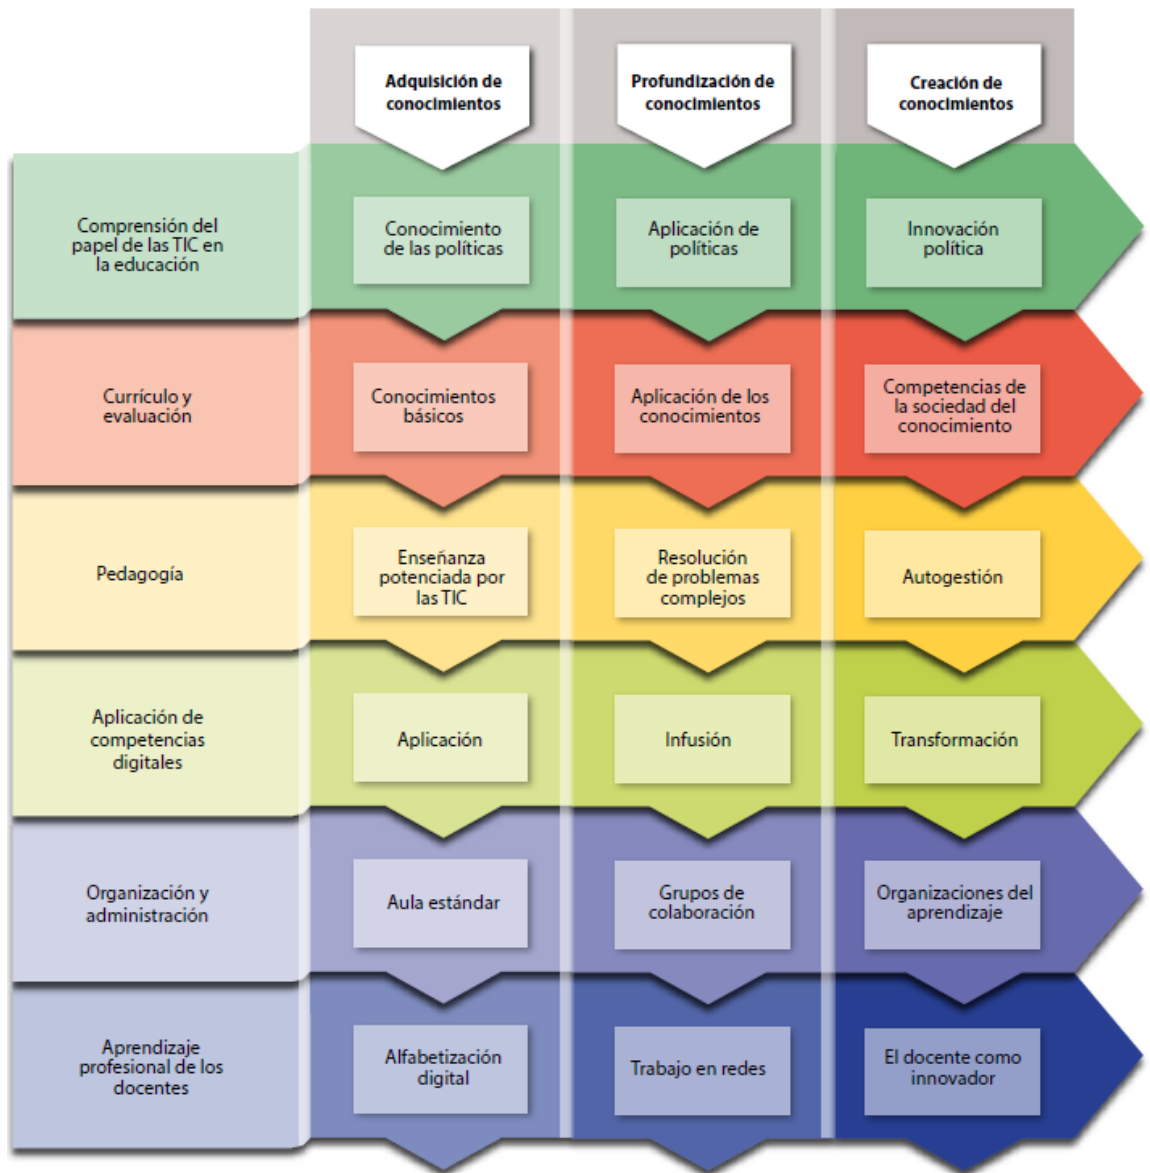 Adquisición de
conocimientos
Profundización de
conocimientos
Creación de
conocimientos
Comprensión del
papel de las TIC en
la educación
Conocimiento
de las políticas
Aplicación de
políticas
Innovación
política
Currículo y
evaluación
Conocimientos
básicos
Aplicación de los
conocimientos
Competencias de
la sociedad del
conocimiento
Pedagogía
Enseñanza
potenciada por
las TIC
Resolución
de problemas
complejos
Autogestión
Aplicación de
competencias
digitales
Aplicación
Infusión
Transformación
Organización y
administración
Aula estándar
Grupos de
colaboración
Organizaciones del
aprendizaje
Aprendizaje
profesional de los
docentes
Alfabetización
digital
Trabajo en redes
El docente como
innovador